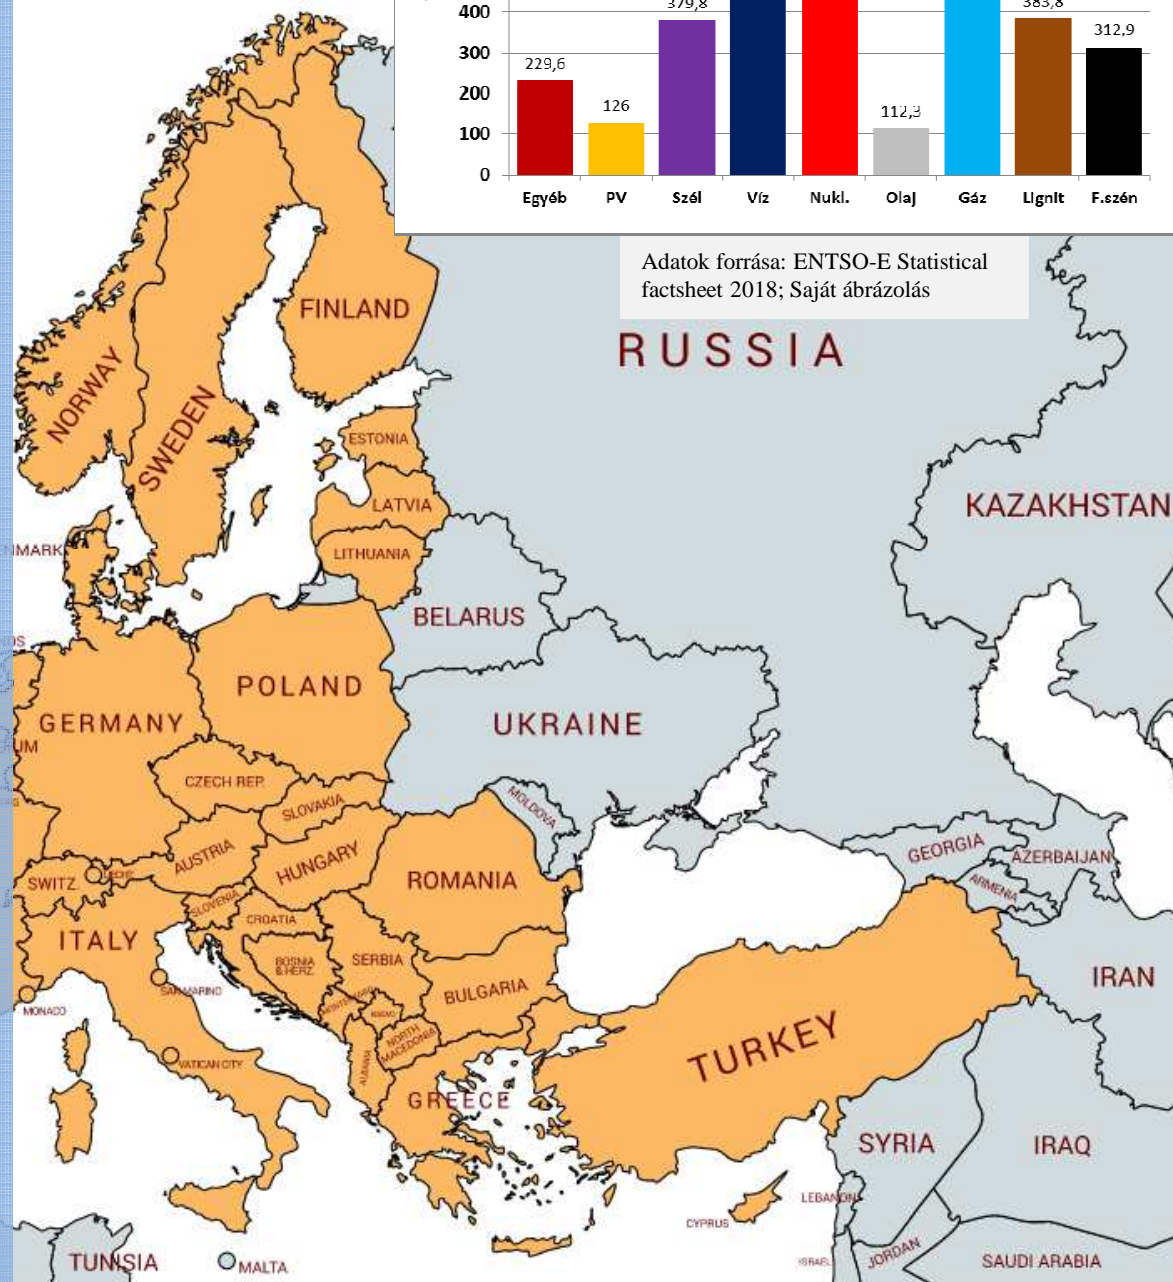 400
379,8
383,8
300
312,9
229,6
200
126
112,3
100
0
Egyéb PV Szél Víz Nukl. Olaj Gáz Lignit F.szén
Adatok forrása: ENTSO-E Statistical
factsheet 2018; Saját ábrázolás
FINLAND
RUSSIA
NORWAY
SWEDEN
ESTONIA
KAZAKHSTAN
LATVIA
NMARK
LITHUANIA
BELARUS
POLAND
GERMANY
UKRAINE
UM
CZECH REP.
SLOVAKIA
MOLDOVA
AUSTRIA
HUNGARY
GEORGIA
AZERBAIJAN
SWITZ.
ROMANIA
ARMENIA
SLOVENIA
CROATIA
ITALY
BOSNIA
& HERZ.
SERBIA
IRAN
SAN MARINO
BULGARIA
MONTENEGRO
MONACO
KOSOVO
NORTH
MACEDONIA
TURKEY
VATICAN CITY
ALBANIA
GREECE
SYRIA
IRAQ
LEBANON
CYPRUS
TUNISIA
MALTA
ISRAEL
JORDAN
SAUDI ARABIA